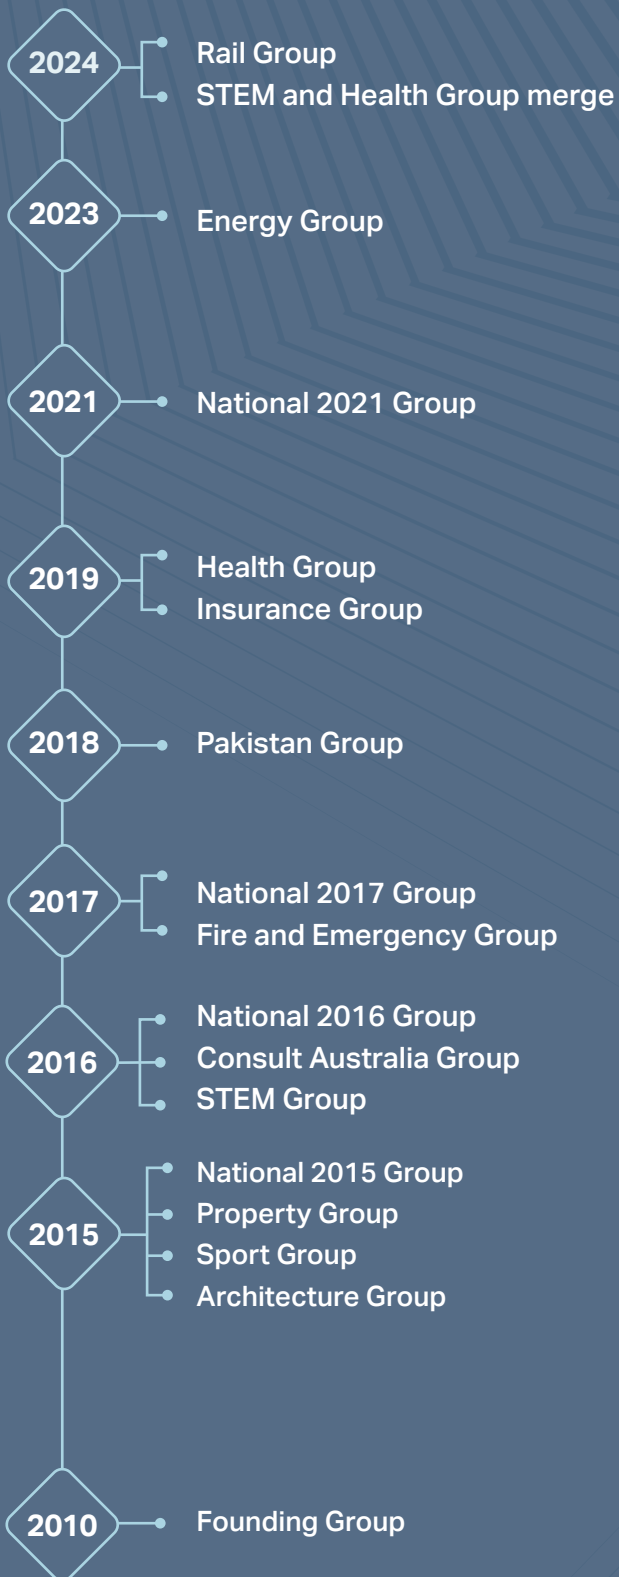 2024
Rail Group
STEM and Health Group merge
2023
Energy Group
2021
National 2021 Group
2019
Health Group
Insurance Group
2018
Pakistan Group
2017
National 2017 Group
Fire and Emergency Group
2016
National 2016 Group
Consult Australia Group
STEM Group
2015
National 2015 Group
Property Group
Sport Group
Architecture Group
2010
Founding Group